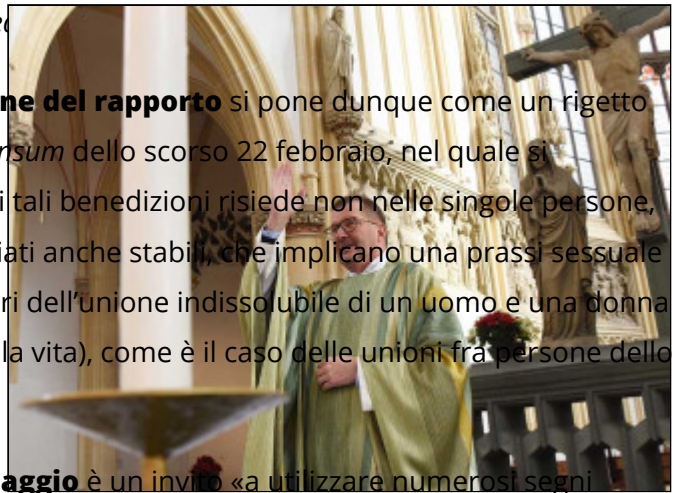 ne del rapporto si pone dunque come un rigetto
nsum dello scorso 22 febbraio, nel quale si
i tali benedizioni risiede non nelle singole persone,
iati anche stabili, che implicano una prassi sessuale
ri dell'unione indissolubile di un uomo e una donna
la vita), come è il caso delle unioni fra persone dello
aggio è un invito «a utilizzare numerosi segni